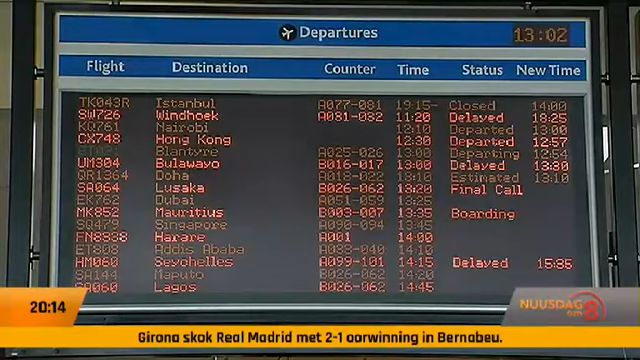 Departures 13:02
Flight Destination Counter Time Status New Time
TK043R Istanbul A077-081 19:15- Closed 14:00
SW726 Windhoek A081-082 11:20 Delayed 18:25
KQ761 Nairobi 12:10 Departed 13:00
CX748 Hong Kong 12:30 Departed 12:57
Blantyre A025-026 13:00 Departing 12:54
UM304 Bulawayo B016-017 13:00 Delayed 13:30
QR1364 Doha A018-022 13:10 Estimated 13:10
SA064 Lusaka B026-062 13:20 Final Call
EK762 Dubai A051-059 13:25
MK852 Mauritius B003-007 13:35 Boarding
SQ479 Singapore A090-094 13:45
FN8888 Harare A001 14:00
ET808 Addis Ababa A038-040 14:10
HM060 Seychelles A099-101 14:15 Delayed 15:85
SA144 Maputo B026-062 14:20
SA060 Lagos B026-062 14:45
20:14
NUUSDAG
om 8
Girona skok Real Madrid met 2-1 oorwinning in Bernabeu.